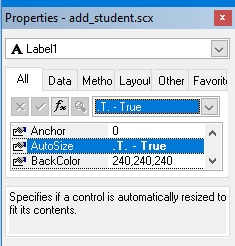 Properties - add_student.scx
Label1
All Data Metho Layout Other Favorite
.T. - True
Anchor 0
AutoSize .T. - True
BackColor 240,240,240
Specifies if a control is automatically resized to
fit its contents.